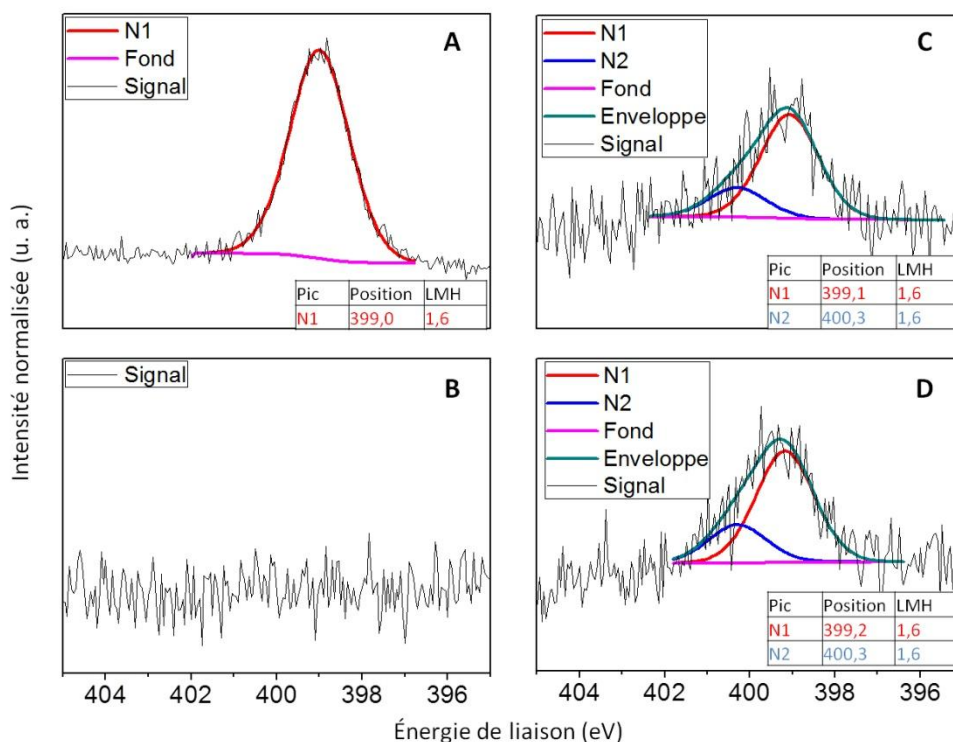 Intensité normalisée (u. a.)
N1
Fond
Signal
A
Pic Position LMH
N1 399,0 1,6
N1
N2
Fond
Enveloppe
Signal
C
Pic Position LMH
N1 399,1 1,6
N2 400,3 1,6
Signal
B
404 402 400 398 396
N1
N2
Fond
Enveloppe
Signal
D
Pic Position LMH
N1 399,2 1,6
N2 400,3 1,6
404 402 400 398 396
Énergie de liaison (eV)